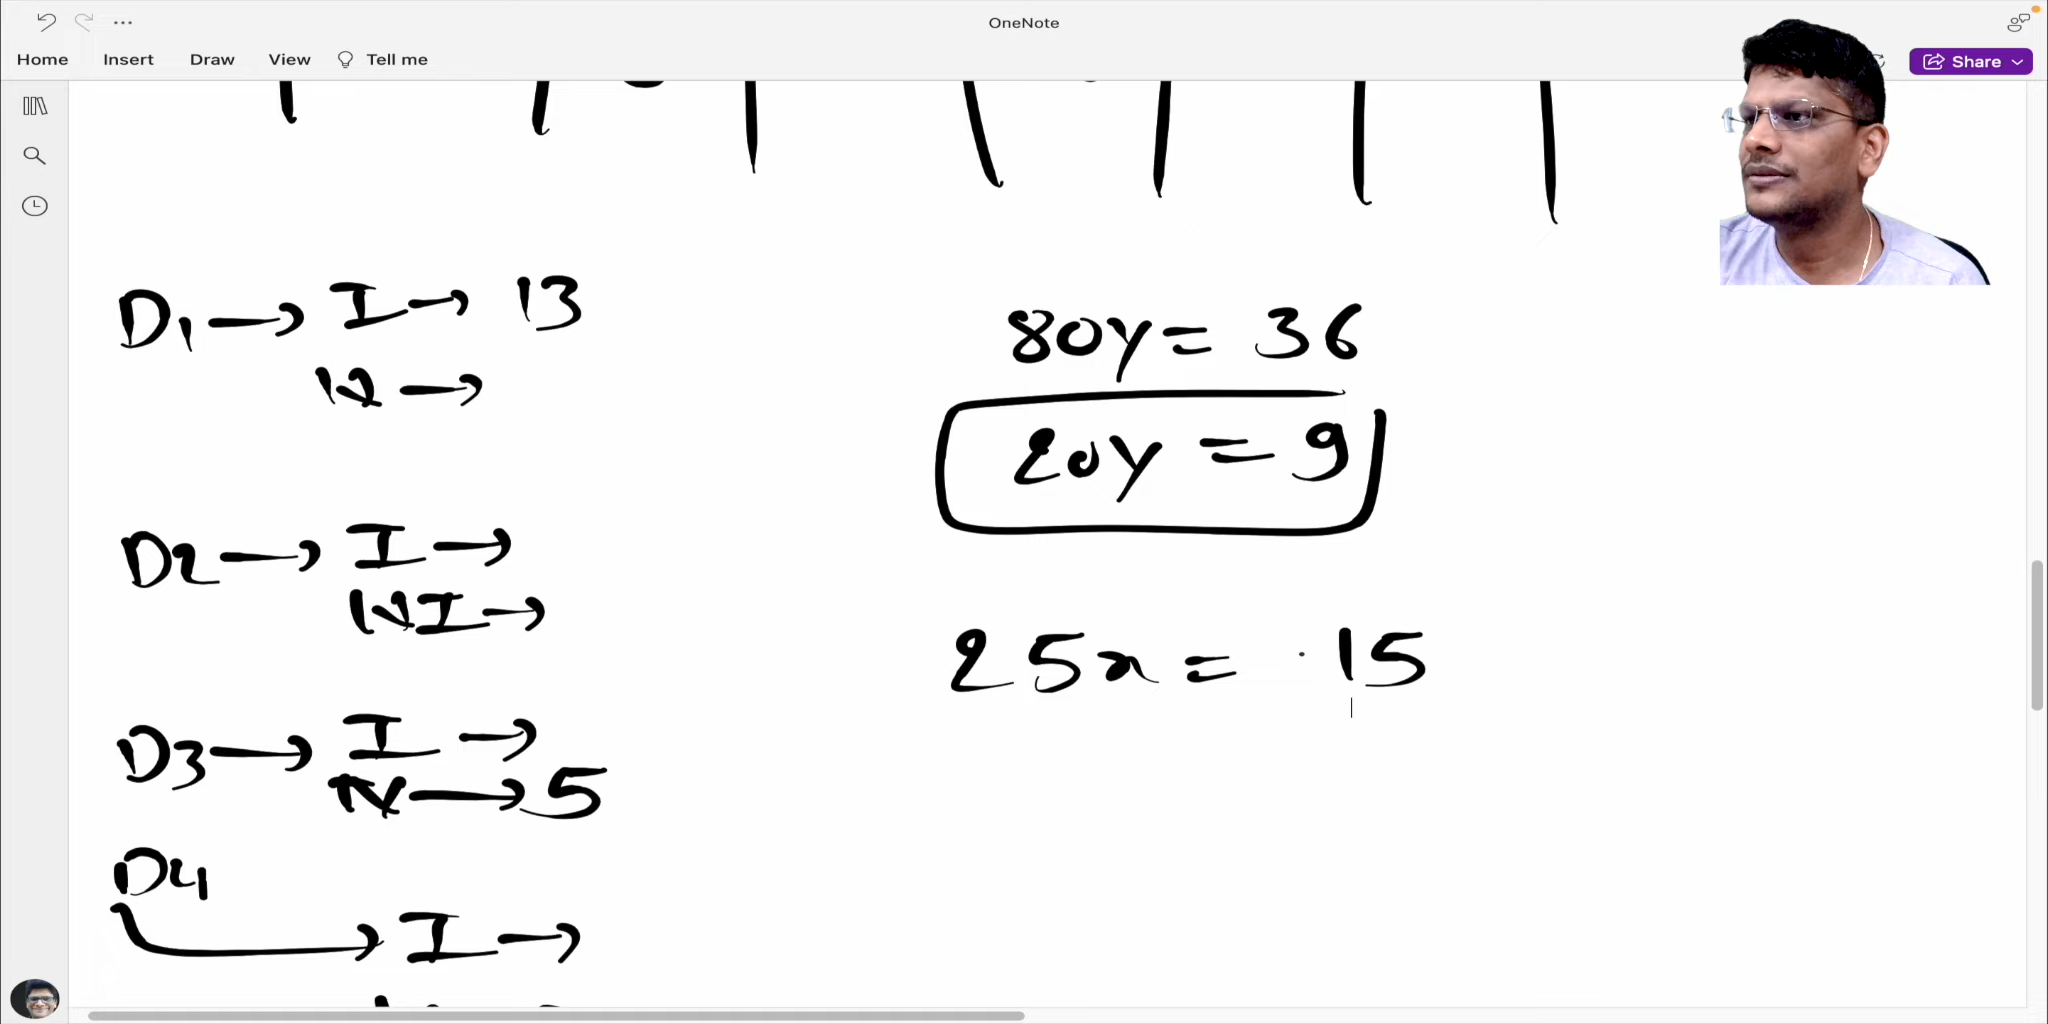 OneNote
Home Insert Draw View Tell me
Share
D1 → I → 13
N →
D2 → I →
NI →
D3 → I →
N → 5
D4
→ I →
80y = 36
20y = 9
25x = 15